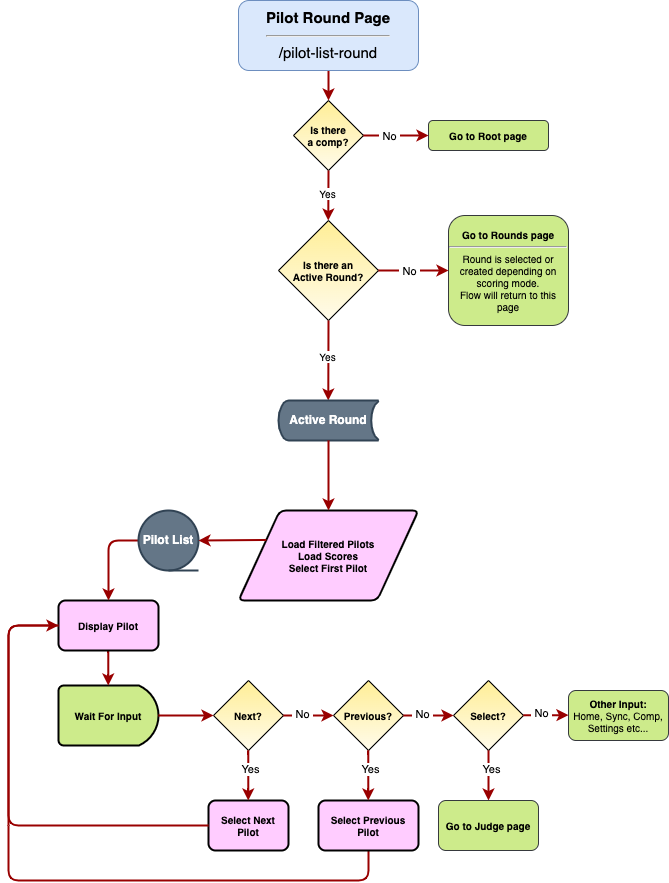 Pilot Round Page
/pilot-list-round
Is there
a comp?
No
Go to Root page
Yes
Is there an
Active Round?
No
Go to Rounds page
Round is selected or
created depending on
scoring mode.
Flow will return to this
page
Yes
Active Round
Pilot List
Load Filtered Pilots
Load Scores
Select First Pilot
Display Pilot
Wait For Input
Next?
No
Previous?
No
Select?
No
Other Input:
Home, Sync, Comp,
Settings etc...
Yes
Yes
Yes
Select Next
Pilot
Select Previous
Pilot
Go to Judge page